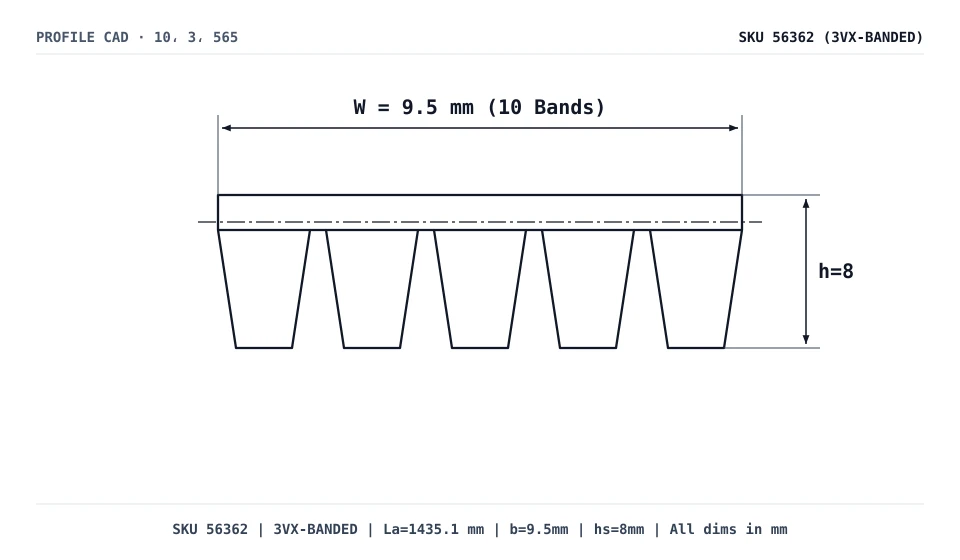 PROFILE CAD · 10، 3، 565
SKU 56362 (3VX-BANDED)
W = 9.5 mm (10 Bands)
h=8
SKU 56362 | 3VX-BANDED | La=1435.1 mm | b=9.5mm | hs=8mm | All dims in mm